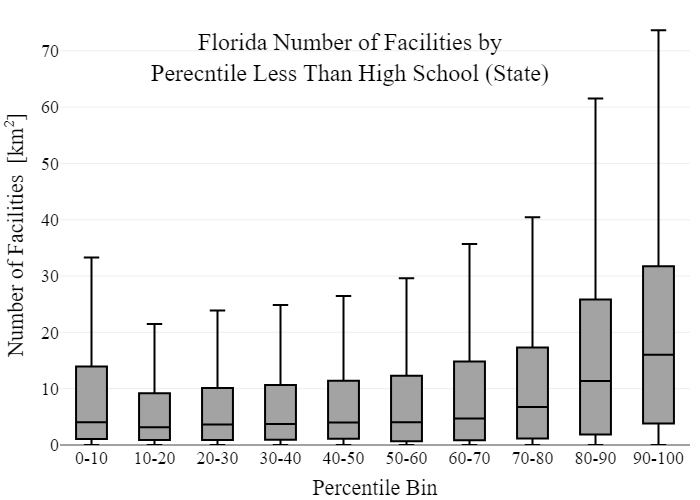 Florida Number of Facilities by
Perecntile Less Than High School (State)
Number of Facilities [km²]
70
60
50
40
30
20
10
0
0-10 10-20 20-30 30-40 40-50 50-60 60-70 70-80 80-90 90-100
Percentile Bin